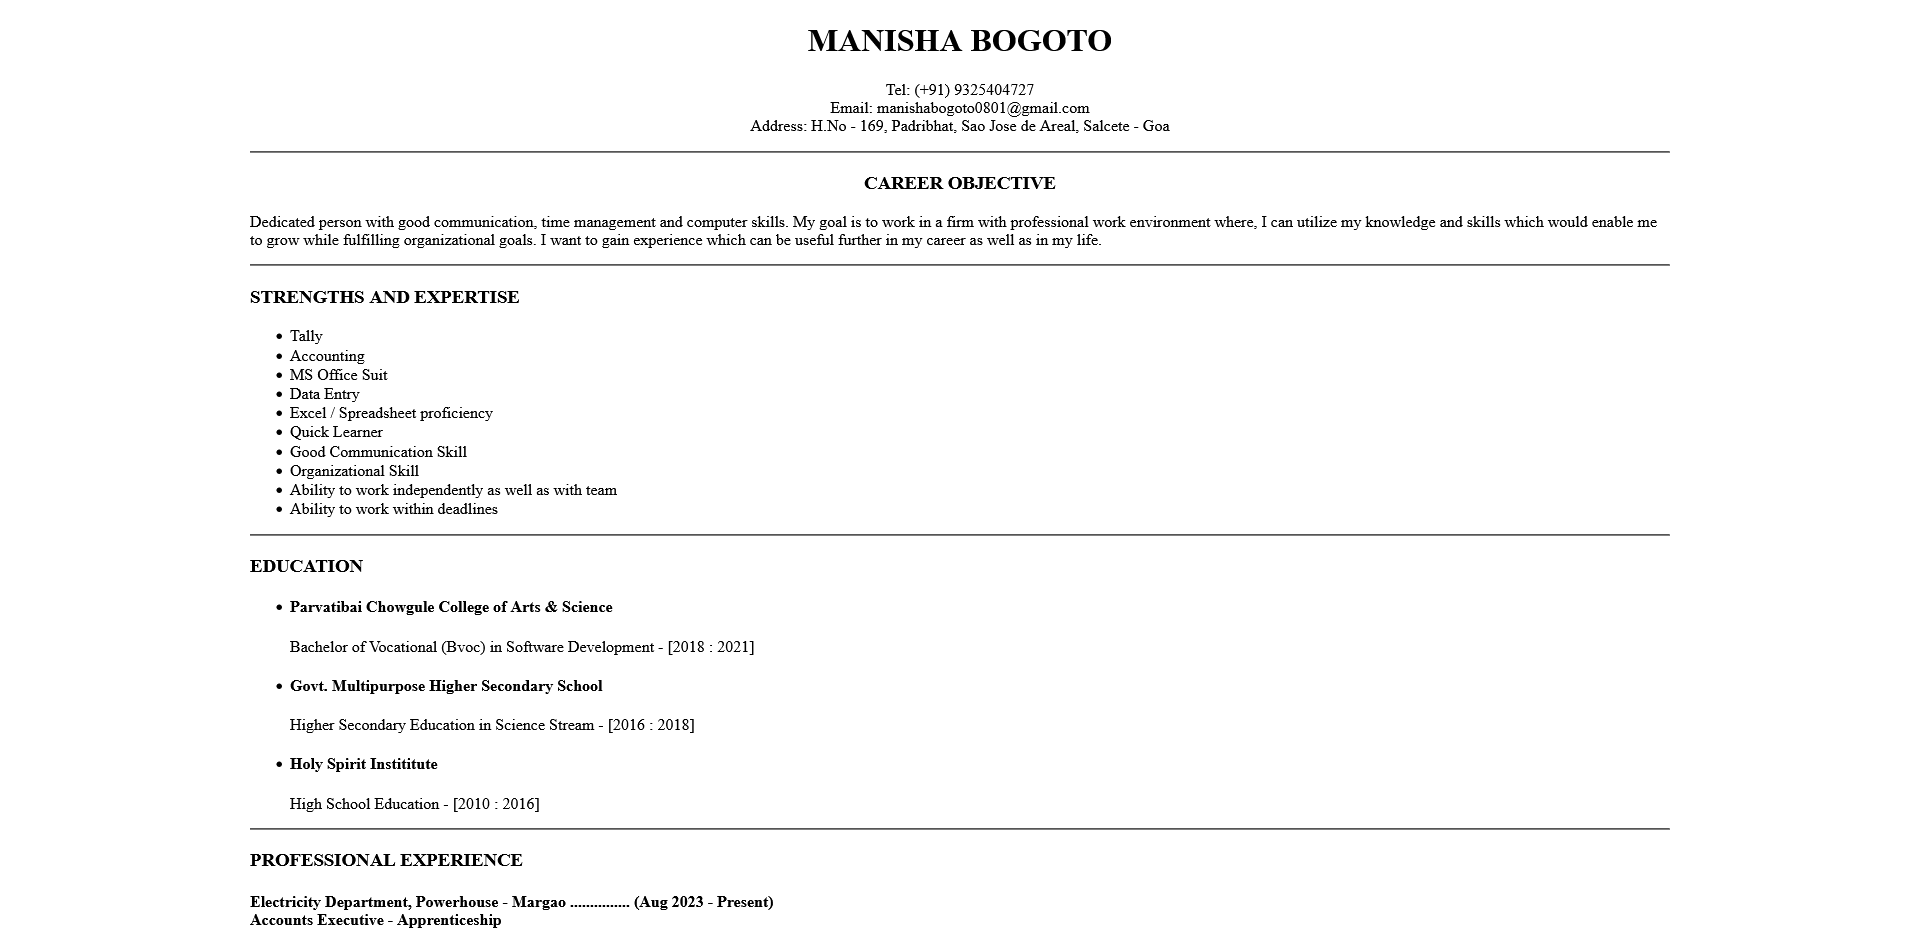 MANISHA BOGOTO
Tel: (+91) 9325404727
Email: manishabogoto0801@gmail.com
Address: H.No - 169, Padribhat, Sao Jose de Areal, Salcete - Goa
CAREER OBJECTIVE
Dedicated person with good communication, time management and computer skills. My goal is to work in a firm with professional work environment where, I can utilize my knowledge and skills which would enable me
to grow while fulfilling organizational goals. I want to gain experience which can be useful further in my career as well as in my life.
STRENGTHS AND EXPERTISE
• Tally
• Accounting
• MS Office Suit
• Data Entry
• Excel / Spreadsheet proficiency
• Quick Learner
• Good Communication Skill
• Organizational Skill
• Ability to work independently as well as with team
• Ability to work within deadlines
EDUCATION
• Parvatibai Chowgule College of Arts & Science
Bachelor of Vocational (Bvoc) in Software Development - [2018 : 2021]
• Govt. Multipurpose Higher Secondary School
Higher Secondary Education in Science Stream - [2016 : 2018]
• Holy Spirit Instititute
High School Education - [2010 : 2016]
PROFESSIONAL EXPERIENCE
Electricity Department, Powerhouse - Margao ............... (Aug 2023 - Present)
Accounts Executive - Apprenticeship